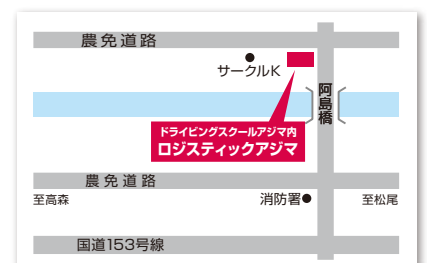 農免道路
サークルK
阿島橋
ドライビングスクールアジマ内
ロジスティックアジマ
農免道路
至高森
消防署
至松尾
国道153号線